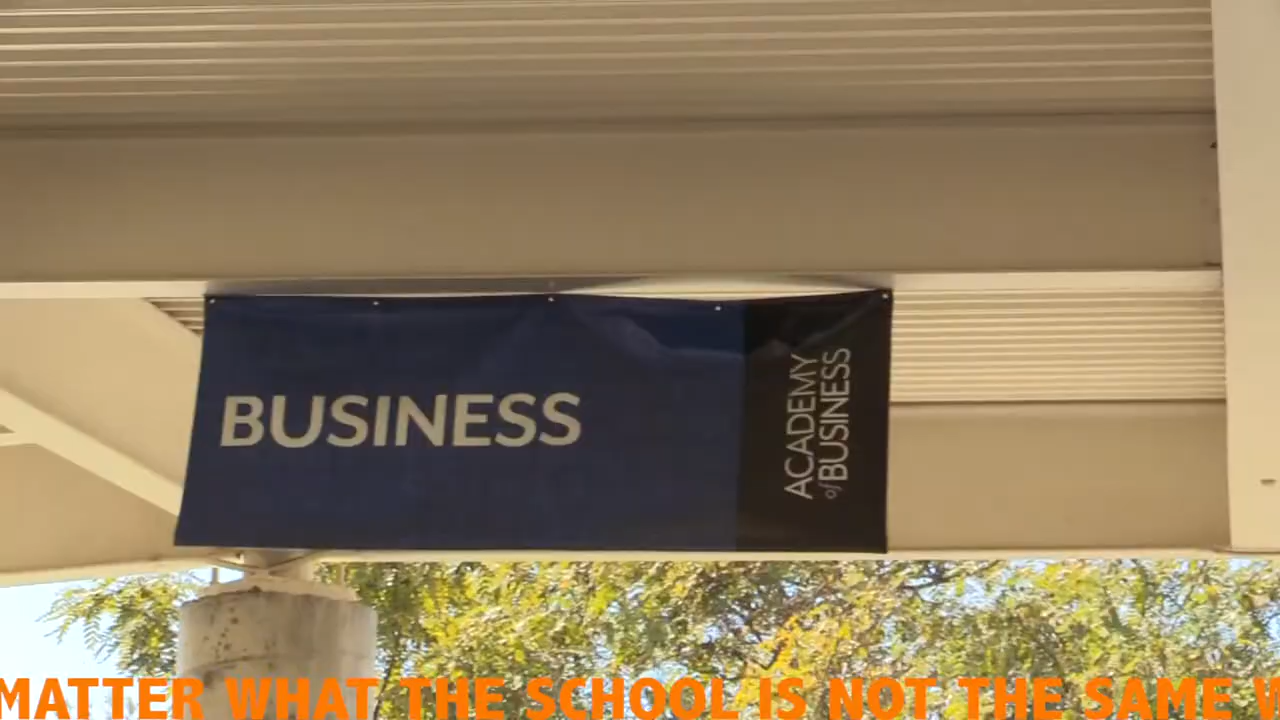 BUSINESS
ACADEMY
of BUSINESS
MATTER WHAT THE SCHOOL IS NOT THE SAME